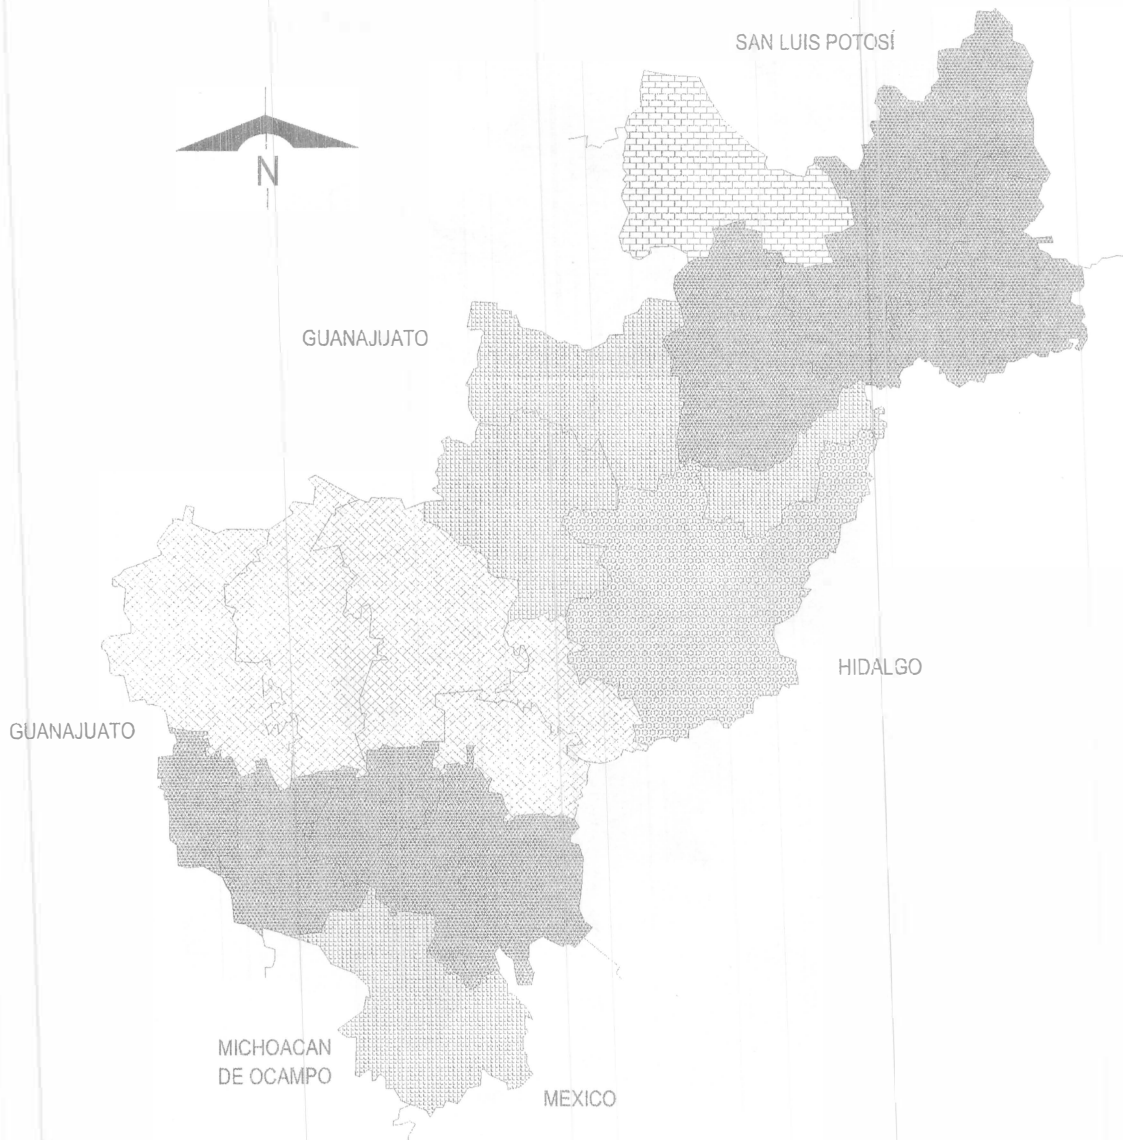 SAN LUIS POTOSÍ
N
GUANAJUATO
HIDALGO
GUANAJUATO
MICHOACAN
DE OCAMPO
MEXICO